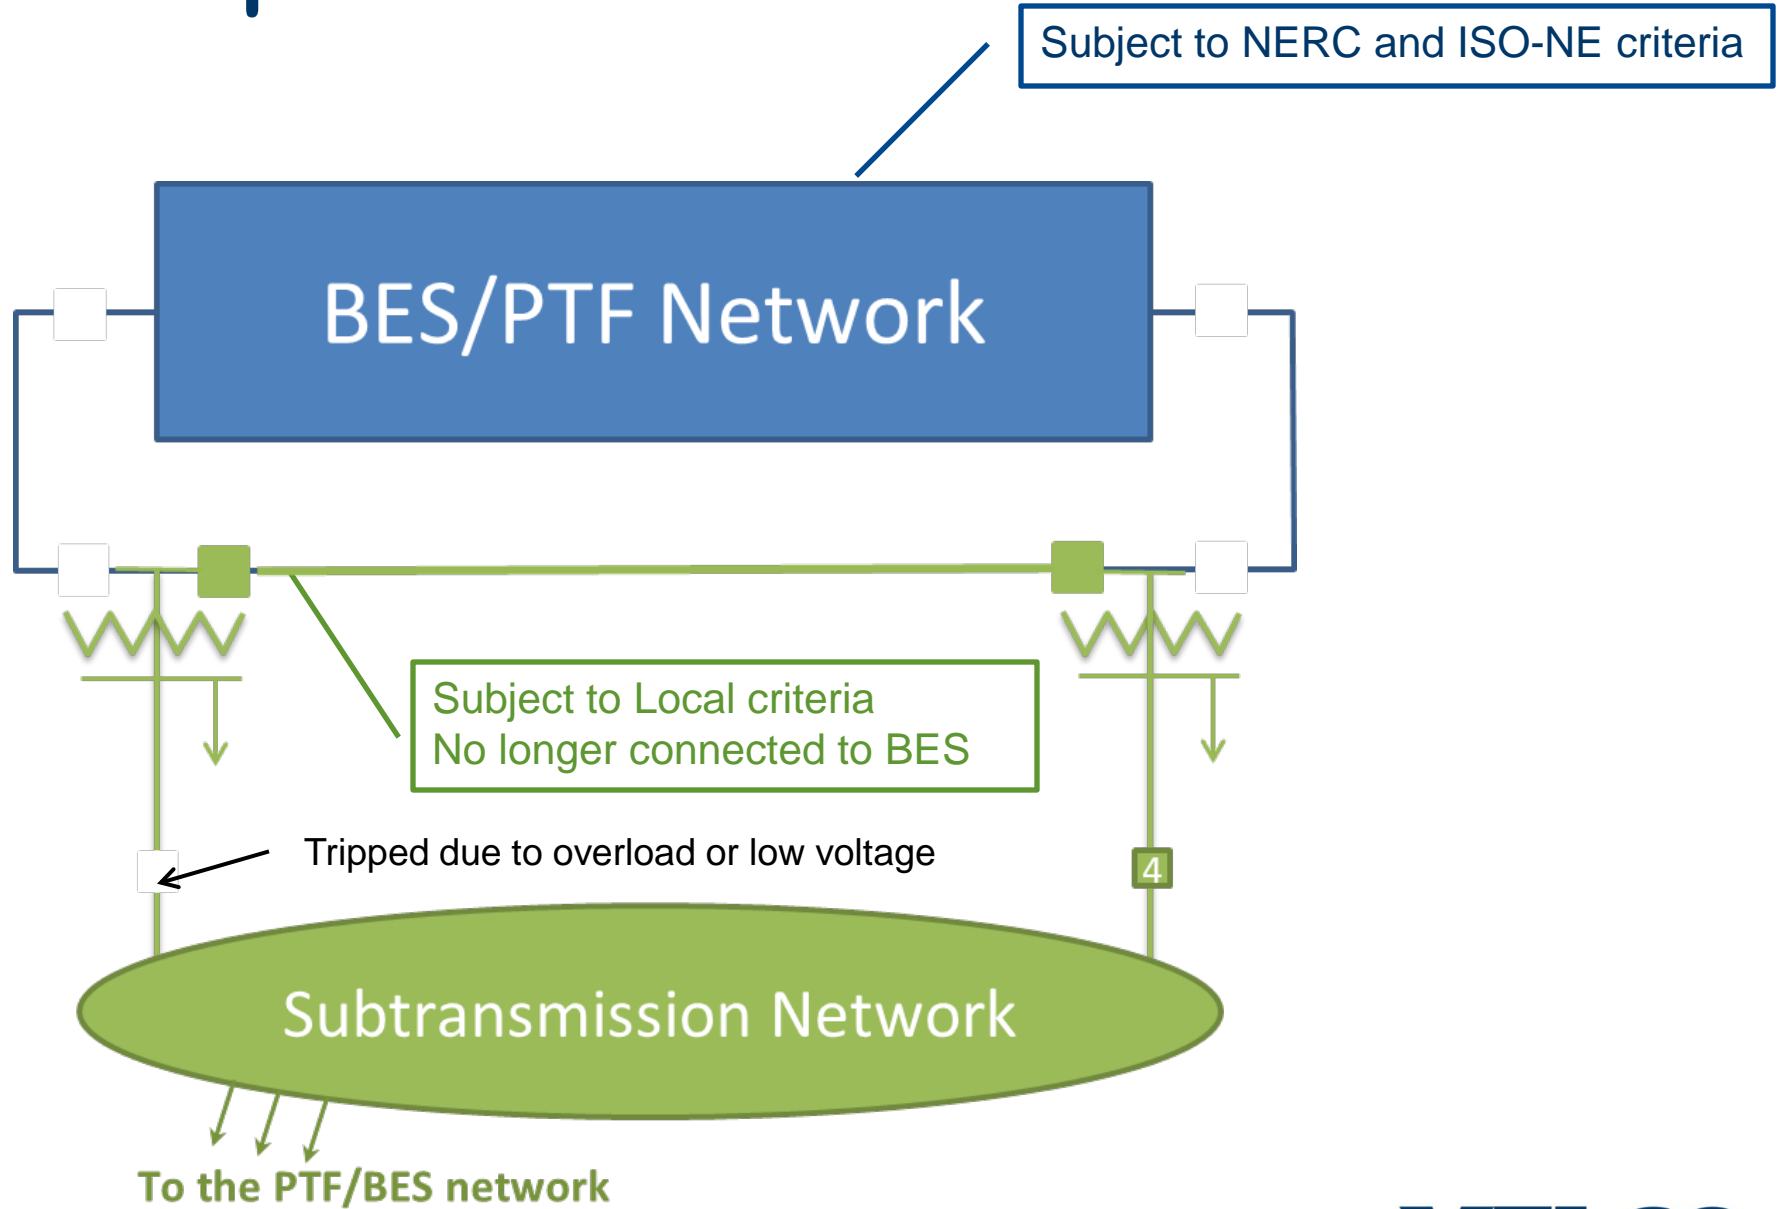 Subject to NERC and ISO-NE criteria
BES/PTF Network
Subject to Local criteria
No longer connected to BES
Tripped due to overload or low voltage
4
Subtransmission Network
To the PTF/BES network